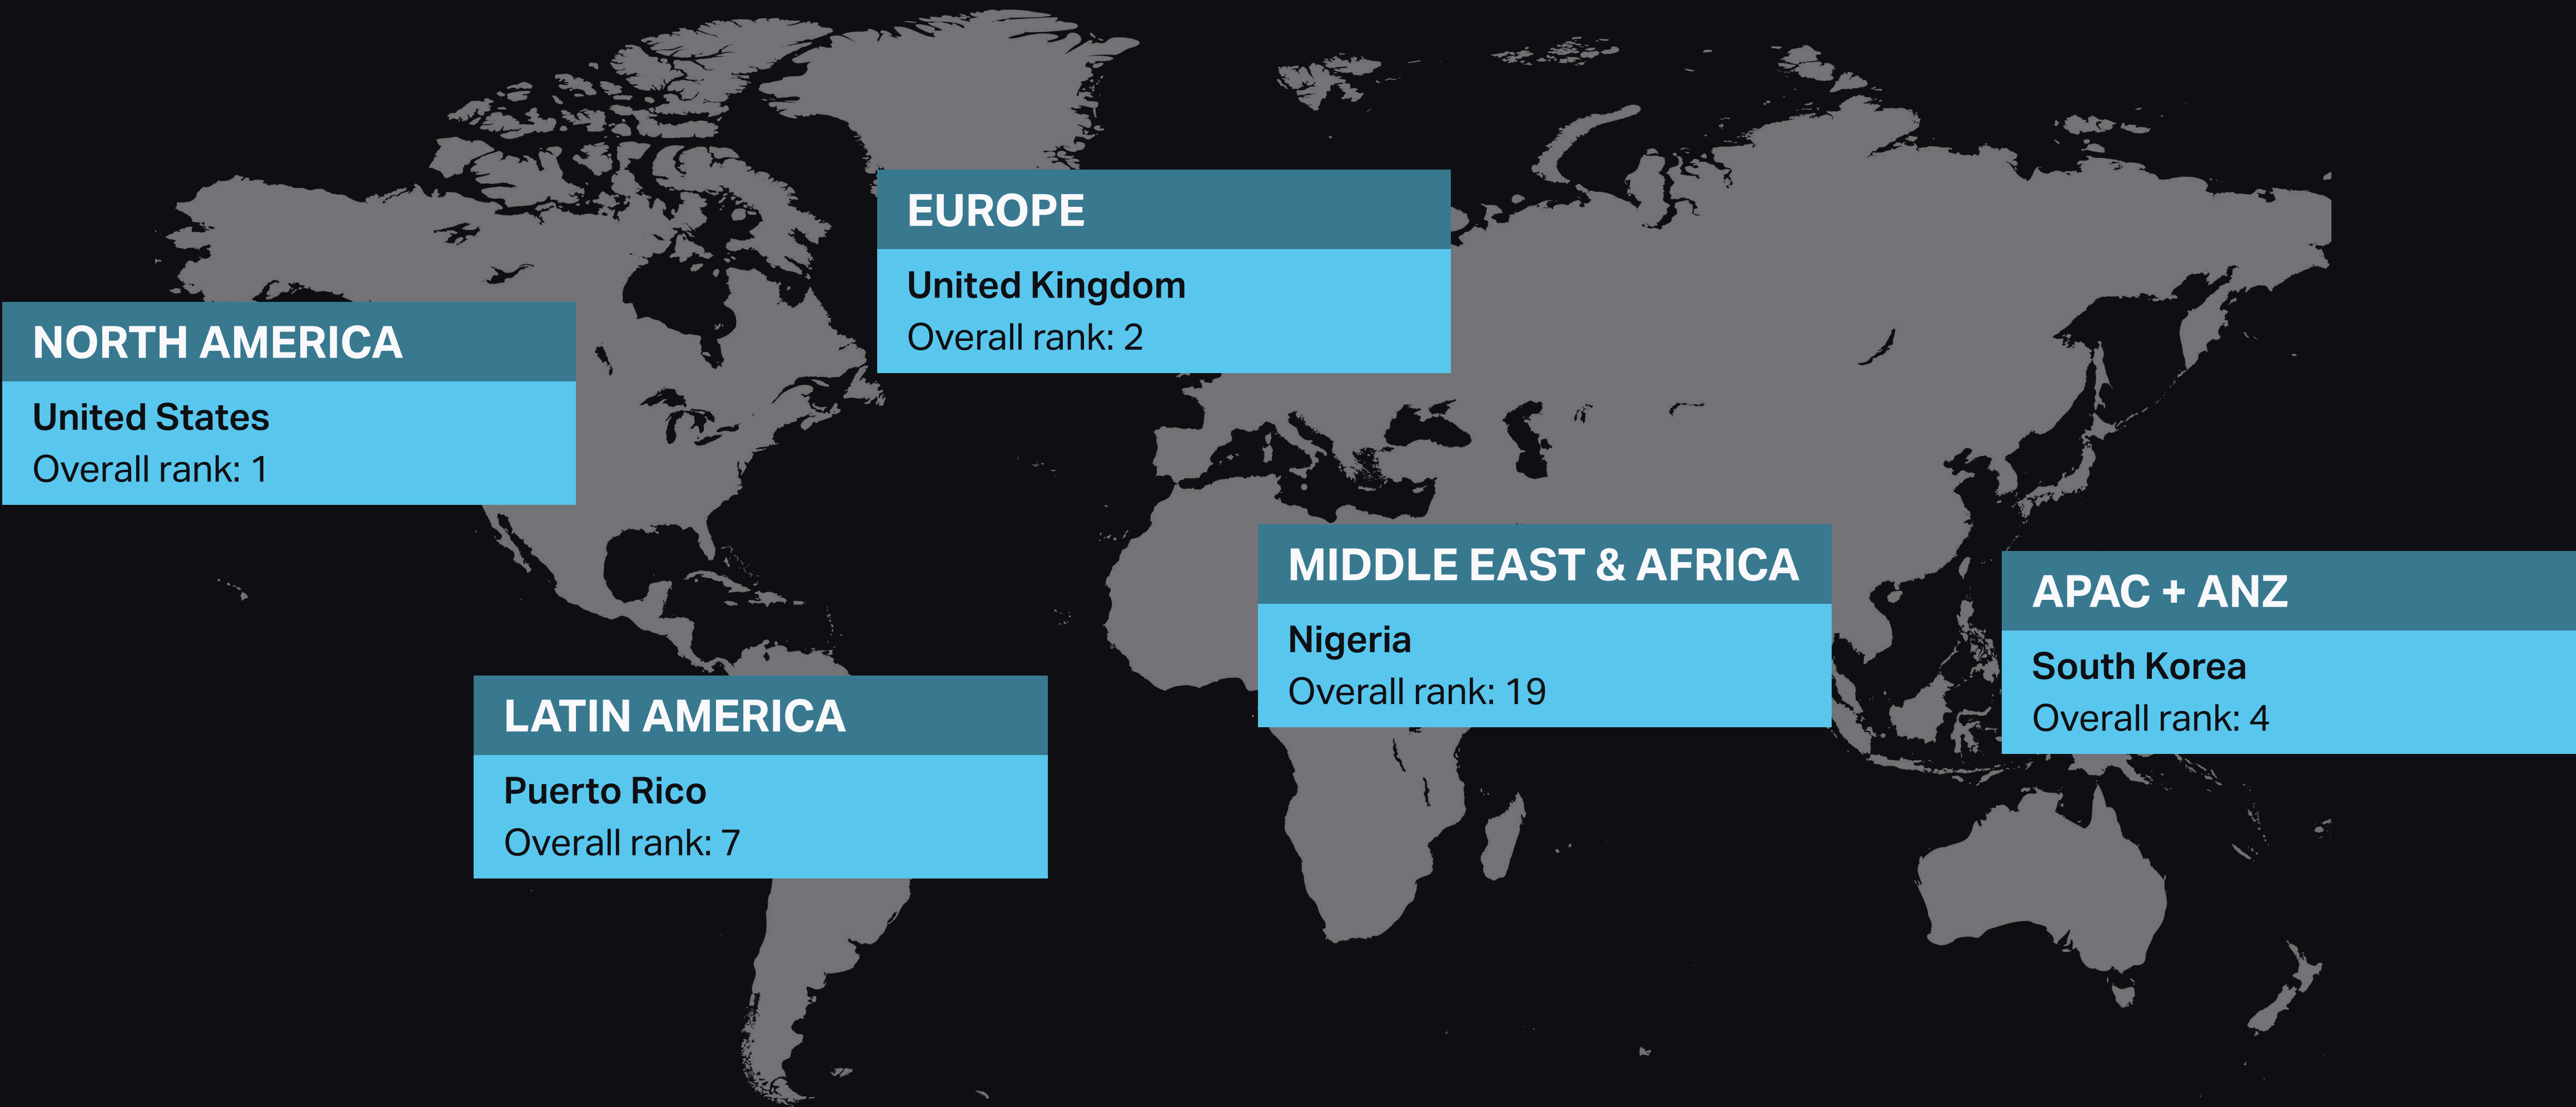 EUROPE
United Kingdom
Overall rank: 2
NORTH AMERICA
United States
Overall rank: 1
MIDDLE EAST & AFRICA
Nigeria
Overall rank: 19
APAC + ANZ
South Korea
Overall rank: 4
LATIN AMERICA
Puerto Rico
Overall rank: 7